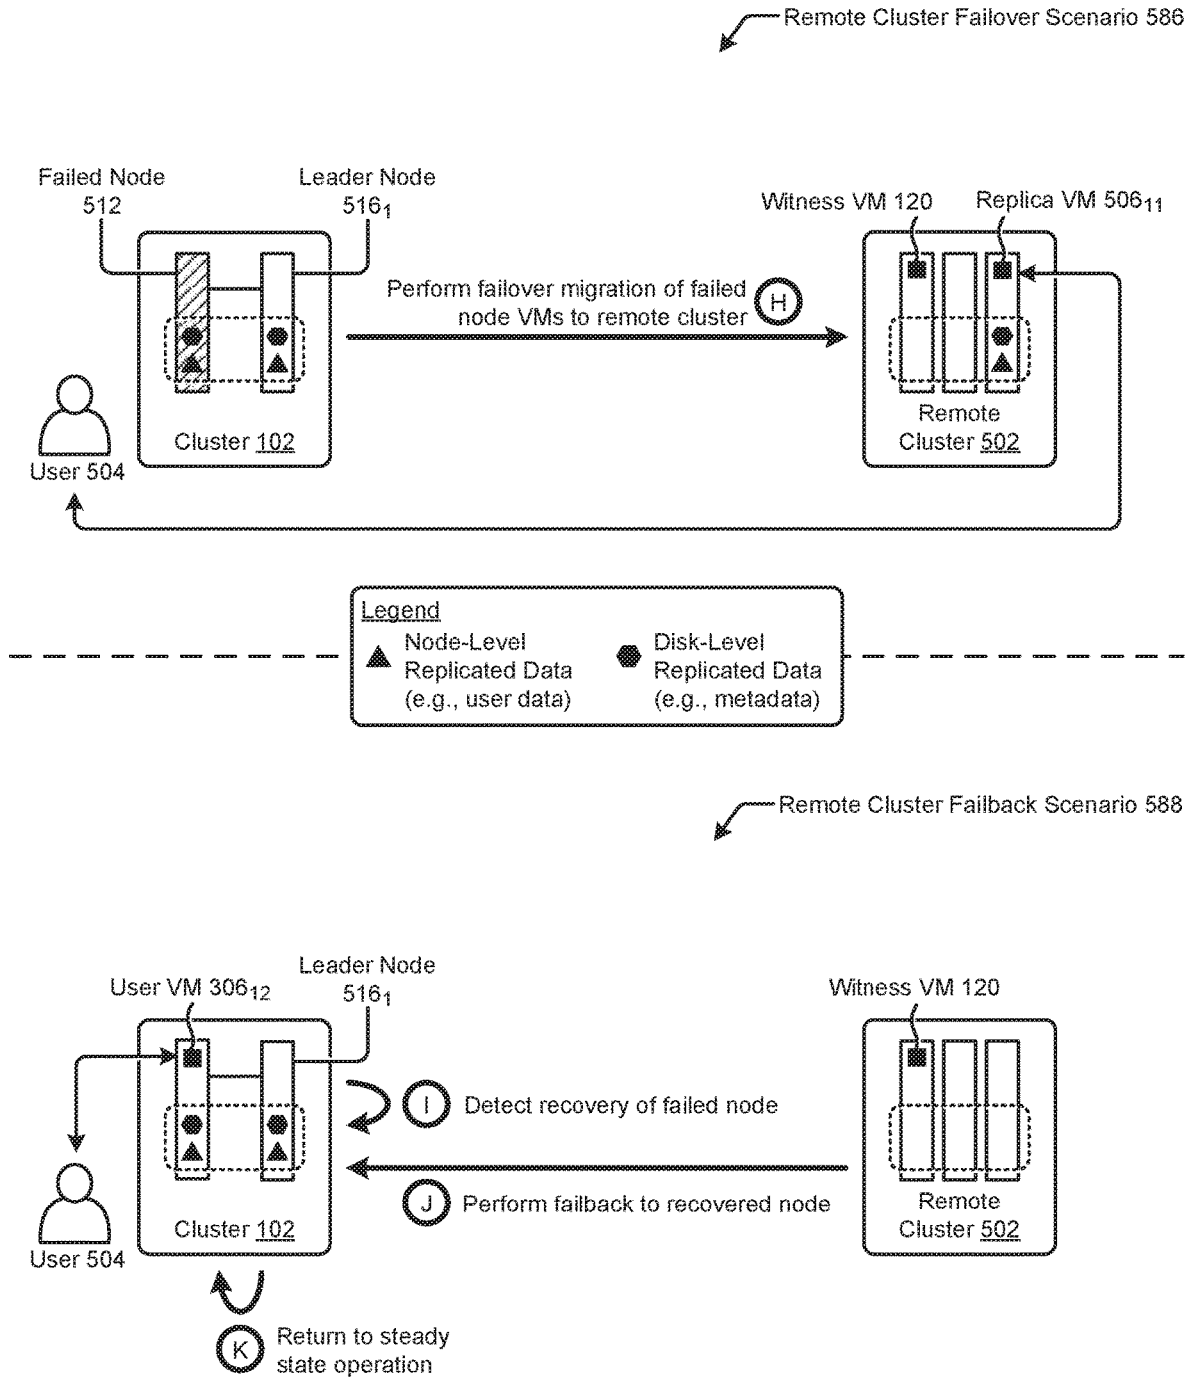 Remote Cluster Failover Scenario 586
Failed Node
512
Leader Node
516₁
Witness VM 120
Replica VM 506₁₁
Perform failover migration of failed
node VMs to remote cluster
H
Cluster 102
Remote
Cluster 502
User 504
Legend
Node-Level
Replicated Data
(e.g., user data)
Disk-Level
Replicated Data
(e.g., metadata)
Remote Cluster Failback Scenario 588
User VM 306₁₂
Leader Node
516₁
Witness VM 120
I
Detect recovery of failed node
J
Perform failback to recovered node
Cluster 102
Remote
Cluster 502
User 504
K
Return to steady
state operation